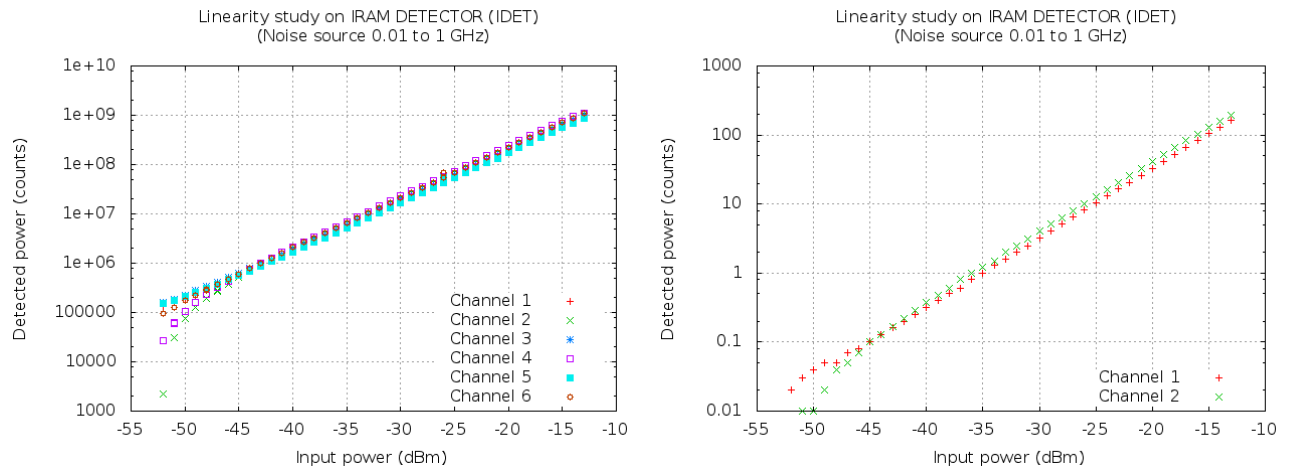 Linearity study on IRAM DETECTOR (IDET)
(Noise source 0.01 to 1 GHz)
Detected power (counts)
1e+10
1e+09
1e+08
1e+07
1e+06
100000
10000
1000
Channel 1
Channel 2
Channel 3
Channel 4
Channel 5
Channel 6
-55 -50 -45 -40 -35 -30 -25 -20 -15 -10
Input power (dBm)
Linearity study on IRAM DETECTOR (IDET)
(Noise source 0.01 to 1 GHz)
Detected power (counts)
1000
100
10
1
0.1
0.01
Channel 1
Channel 2
-55 -50 -45 -40 -35 -30 -25 -20 -15 -10
Input power (dBm)